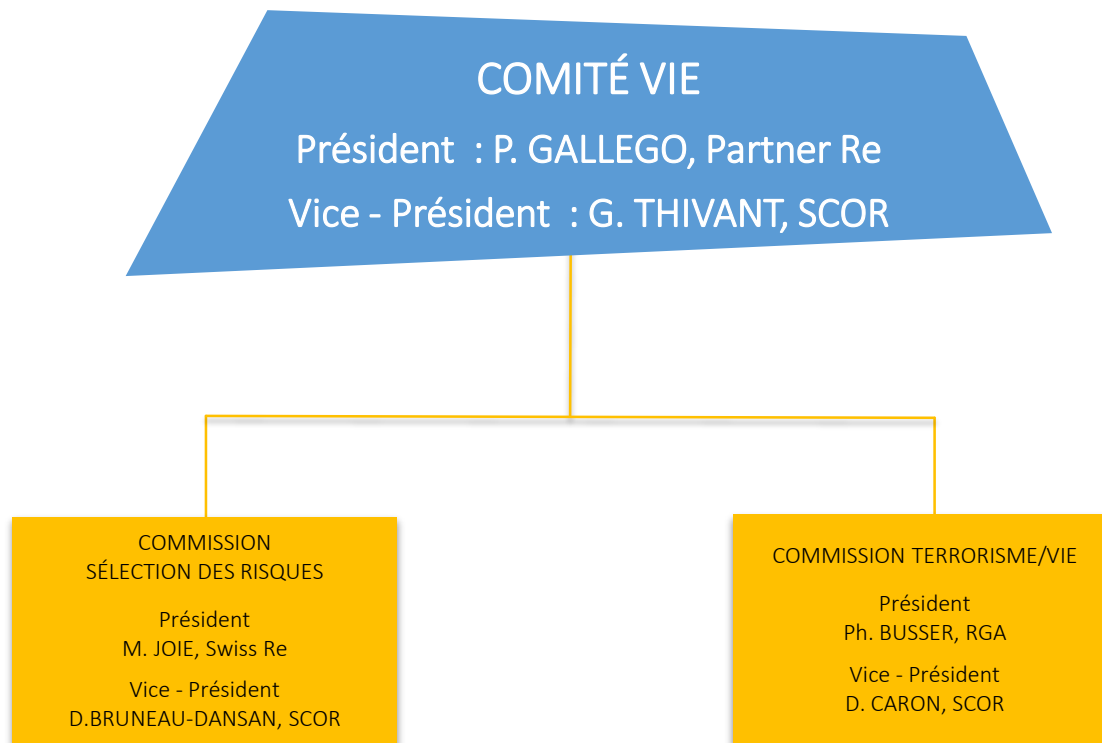 COMITÉ VIE
Président : P. GALLEGO, Partner Re
Vice - Président : G. THIVANT, SCOR
COMMISSION
SÉLECTION DES RISQUES
Président
M. JOIE, Swiss Re
Vice - Président
D.BRUNEAU-DANSAN, SCOR
COMMISSION TERRORISME/VIE
Président
Ph. BUSSER, RGA
Vice - Président
D. CARON, SCOR